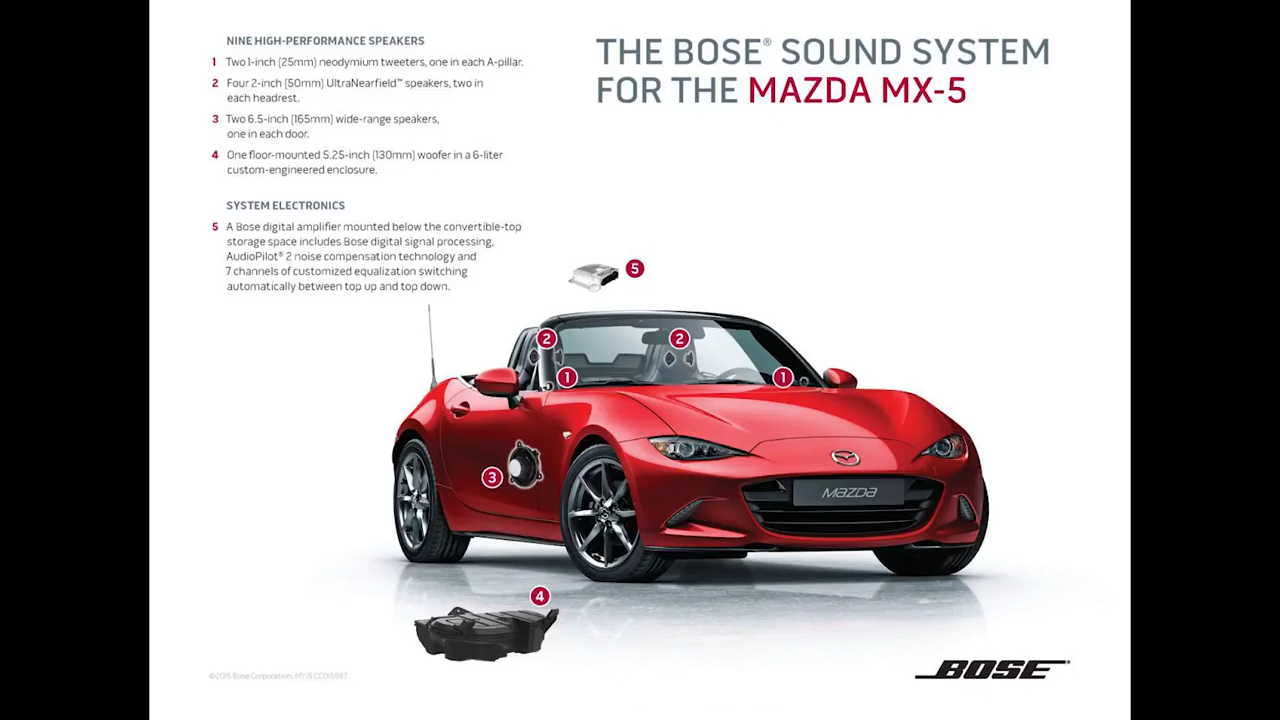 NINE HIGH-PERFORMANCE SPEAKERS
1 Two 1-inch (25mm) neodymium tweeters, one in each A-pillar.
2 Four 2-inch (50mm) UltraNearfield™ speakers, two in
each headrest.
3 Two 6.5-inch (165mm) wide-range speakers,
one in each door.
4 One floor-mounted 5.25-inch (130mm) woofer in a 6-liter
custom-engineered enclosure.
SYSTEM ELECTRONICS
5 A Bose digital amplifier mounted below the convertible-top
storage space includes Bose digital signal processing,
AudioPilot® 2 noise compensation technology and
7 channels of customized equalization switching
automatically between top up and top down.
THE BOSE® SOUND SYSTEM
FOR THE MAZDA MX-5
5
2
2
1
1
3
mazda
4
©2015 Bose Corporation, MY15 CC015987
BOSE®